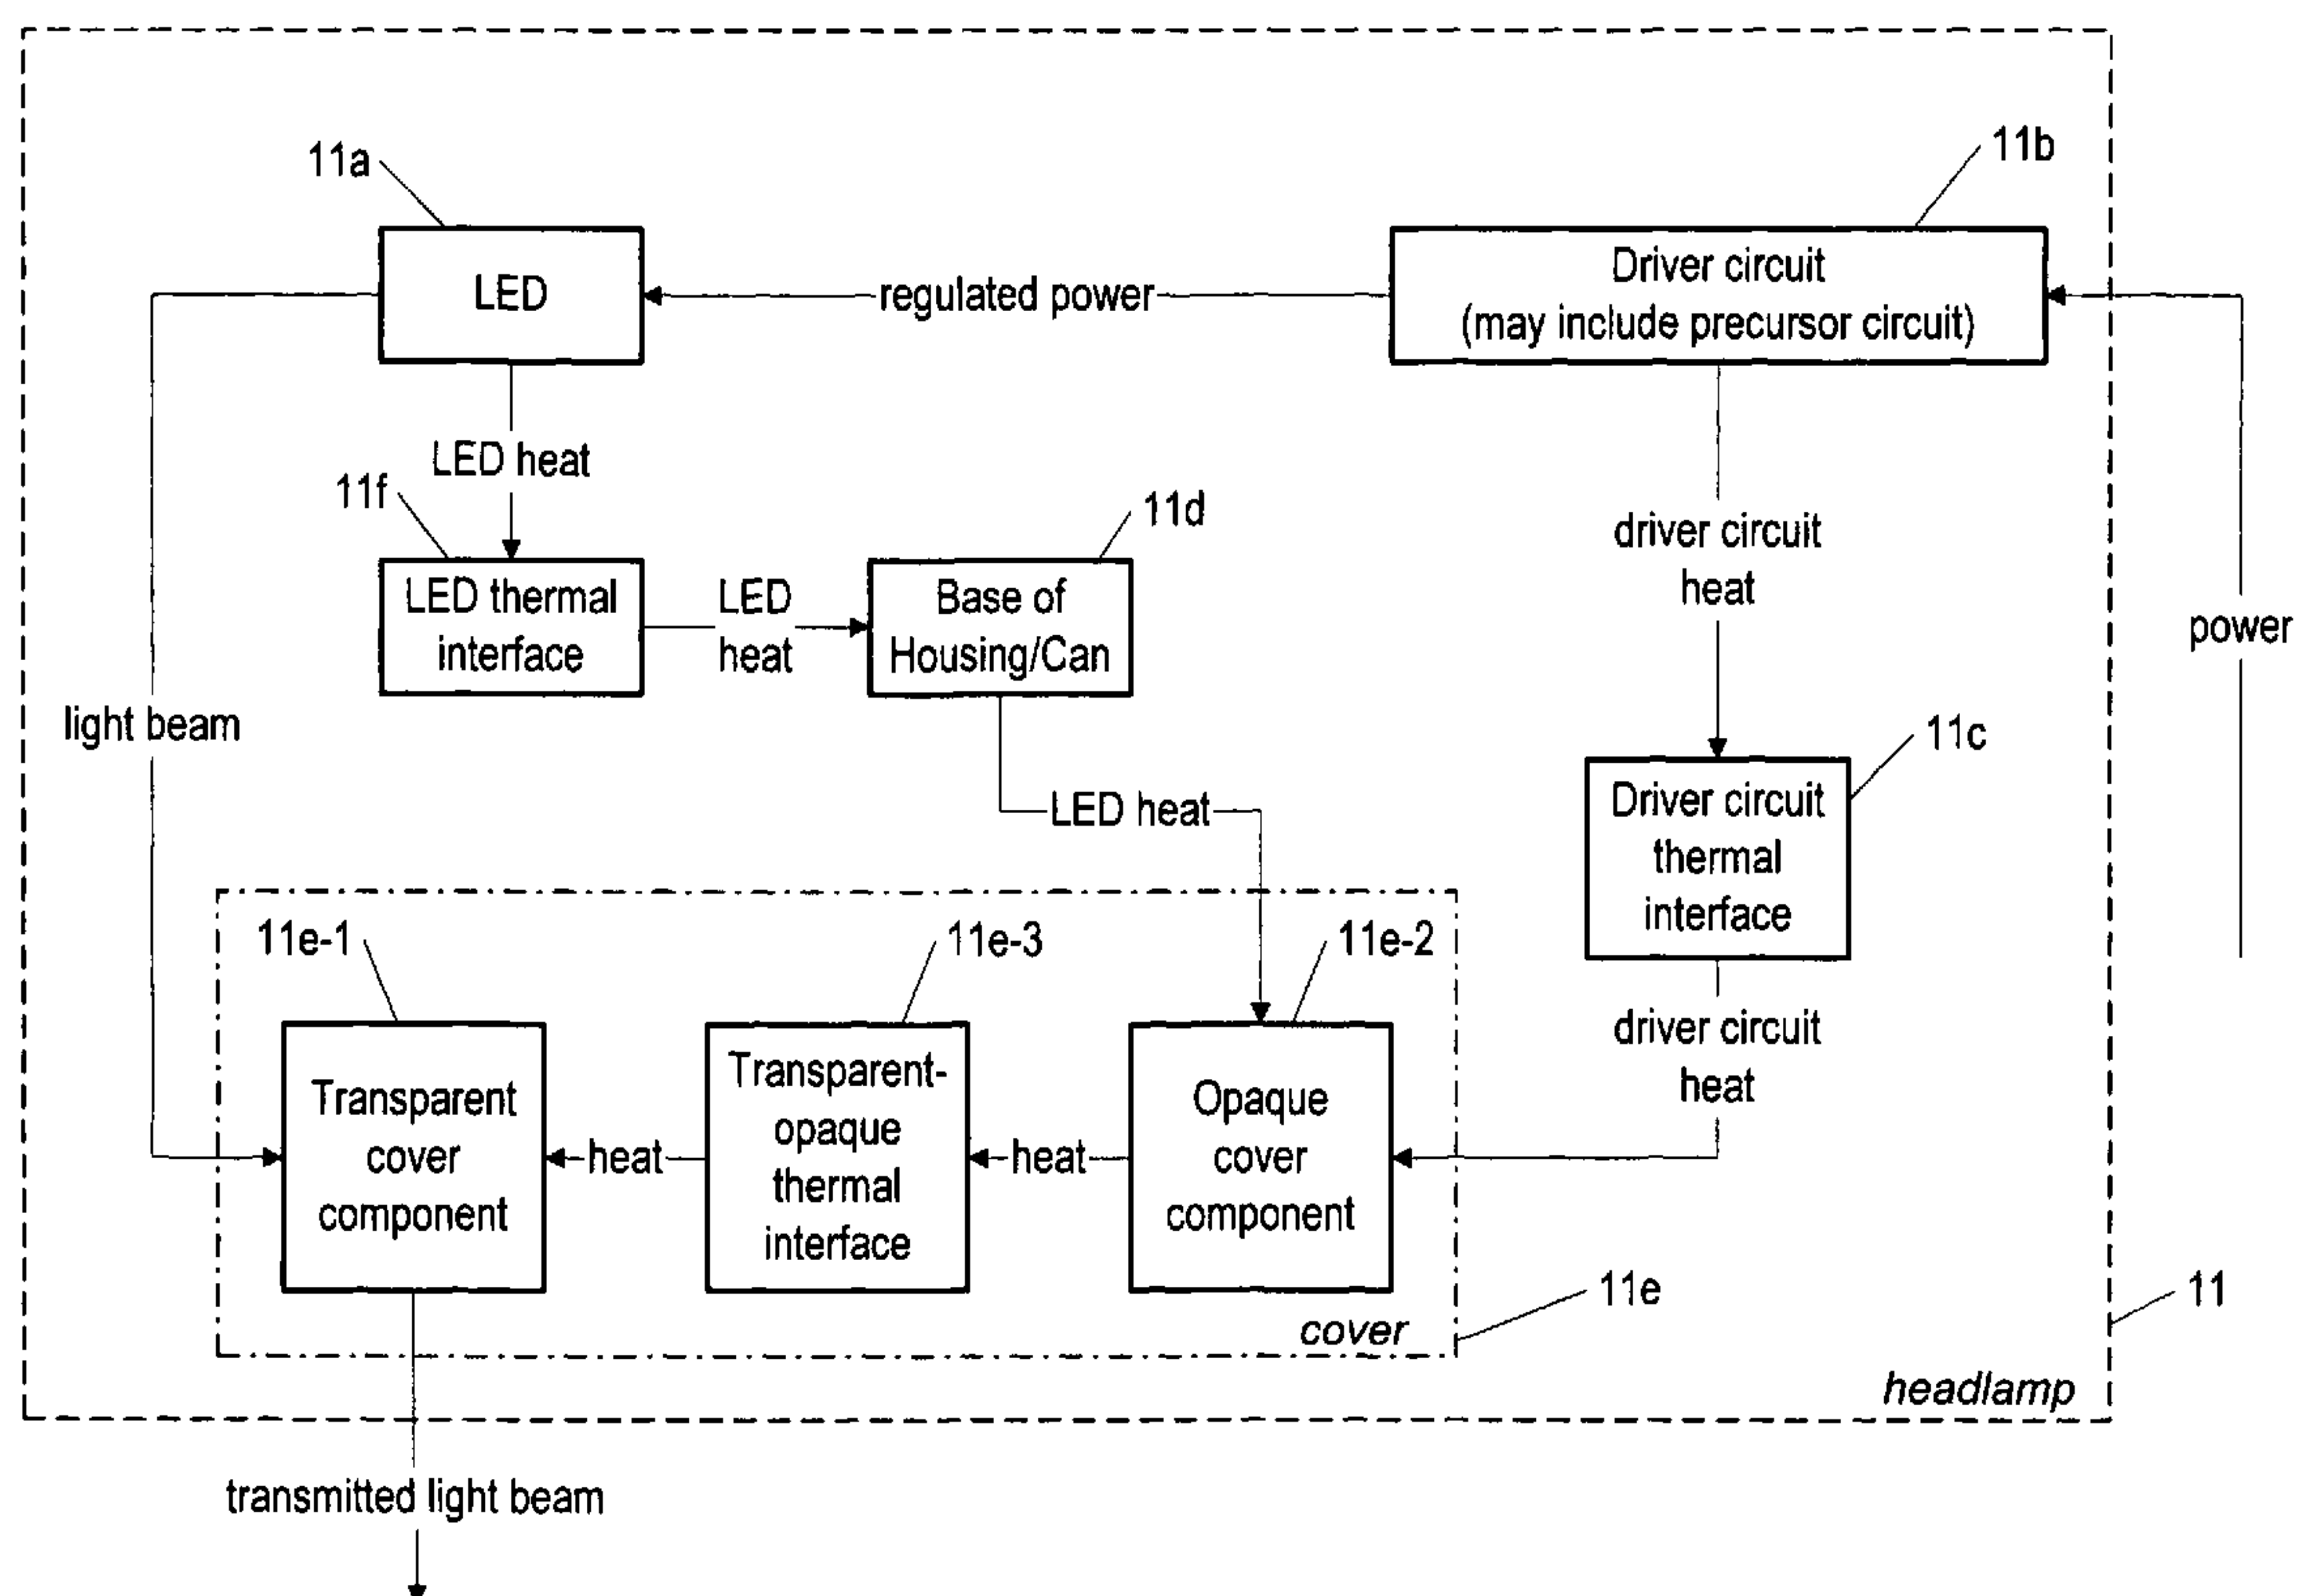 11a
11b
LED
regulated power
Driver circuit
(may include precursor circuit)
LED heat
11f
11d
driver circuit
heat
LED thermal
interface
LED
heat
Base of
Housing/Can
power
light beam
11c
LED heat
Driver circuit
thermal
interface
11e-1
11e-3
11e-2
driver circuit
heat
Transparent
cover
component
heat
Transparent-
opaque
thermal
interface
heat
Opaque
cover
component
11e
11
cover
headlamp
transmitted light beam